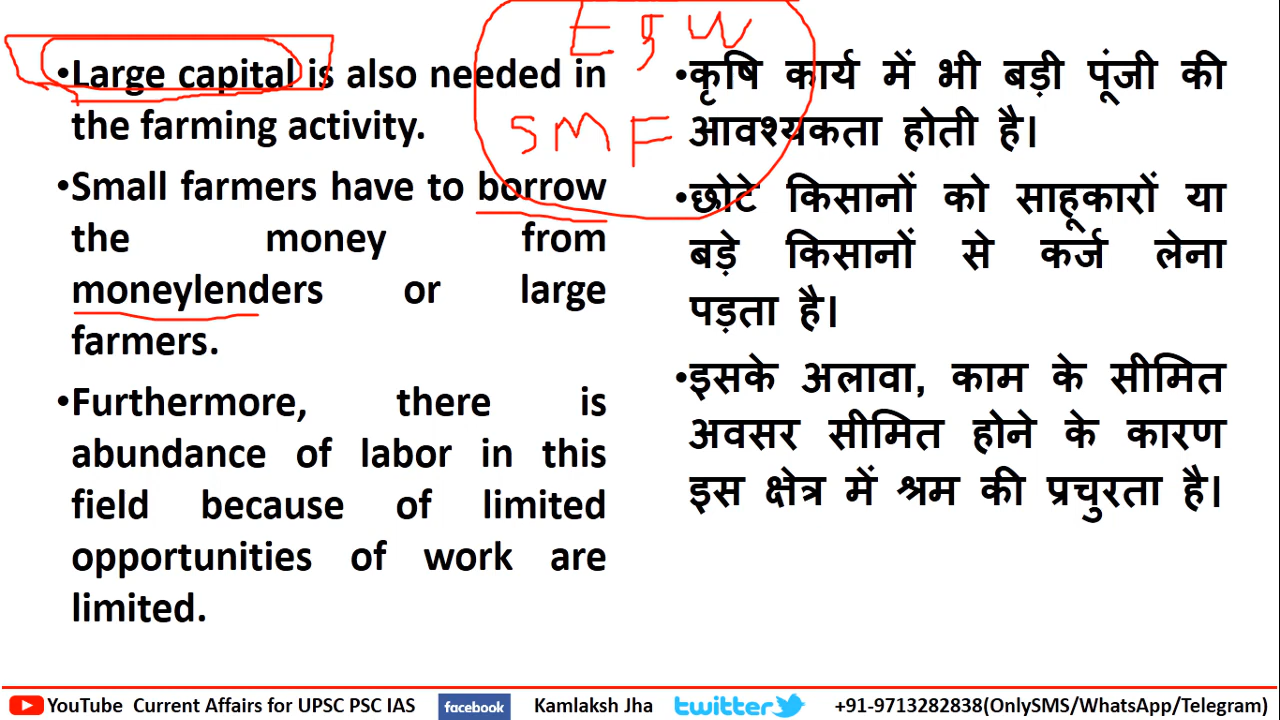 •Large capital is also needed in
the farming activity.
•Small farmers have to borrow
the money from
moneylenders or large
farmers.
•Furthermore, there is
abundance of labor in this
field because of limited
opportunities of work are
limited.
SMF
•कृषि कार्य में भी बड़ी पूंजी की
आवश्यकता होती है।
•छोटे किसानों को साहूकारों या
बड़े किसानों से कर्ज लेना
पड़ता है।
•इसके अलावा, काम के सीमित
अवसर सीमित होने के कारण
इस क्षेत्र में श्रम की प्रचुरता है।
YouTube Current Affairs for UPSC PSC IAS facebook Kamlaksh Jha twitter +91-9713282838(OnlySMS/WhatsApp/Telegram)